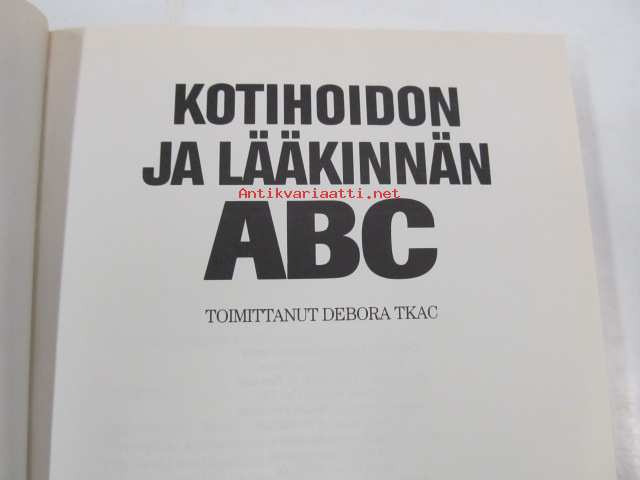 KOTIHOIDON
JA LÄÄKINNÄN
Antikvariaatti.net
ABC
TOIMITTANUT DEBORA TKAC